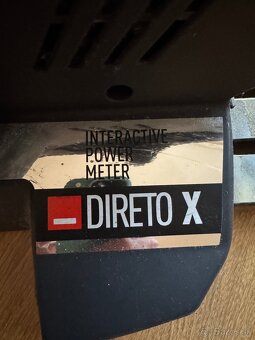 INTERACTIVE
POWER
METER
DIRETO X